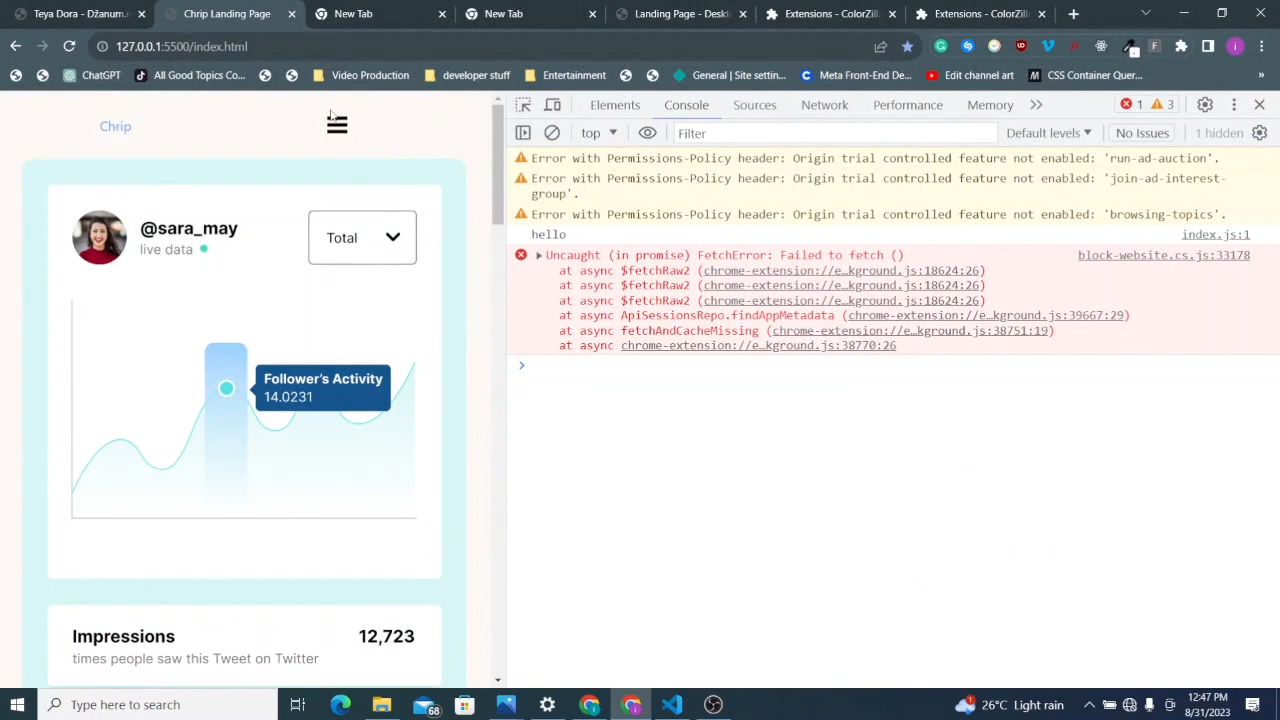 Teya Dora - Džanum.m
Chrip Landing Page
New Tab
New Tab
Landing Page - Deskt
Extensions - ColorZill
Extensions - ColorZill
127.0.0.1:5500/index.html
ChatGPT
All Good Topics Co...
Video Production
developer stuff
Entertainment
General | Site settin...
Meta Front-End De...
Edit channel art
CSS Container Quer...
»
Chrip
@sara_may
live data
Total
Follower's Activity
14.0231
Impressions
12,723
times people saw this Tweet on Twitter
Elements
Console
Sources
Network
Performance
Memory
1
3
top
Filter
Default levels
No Issues
1 hidden
Error with Permissions-Policy header: Origin trial controlled feature not enabled: 'run-ad-auction'.
Error with Permissions-Policy header: Origin trial controlled feature not enabled: 'join-ad-interest-
group'.
Error with Permissions-Policy header: Origin trial controlled feature not enabled: 'browsing-topics'.
hello
index.js:1
Uncaught (in promise) FetchError: Failed to fetch ()
block-website.cs.js:33178
at async $fetchRaw2 (chrome-extension://e…kground.js:18624:26)
at async $fetchRaw2 (chrome-extension://e…kground.js:18624:26)
at async $fetchRaw2 (chrome-extension://e…kground.js:18624:26)
at async ApiSessionsRepo.findAppMetadata (chrome-extension://e…kground.js:39667:29)
at async fetchAndCacheMissing (chrome-extension://e…kground.js:38751:19)
at async chrome-extension://e…kground.js:38770:26
Type here to search
68
1
26°C Light rain
12:47 PM
8/31/2023